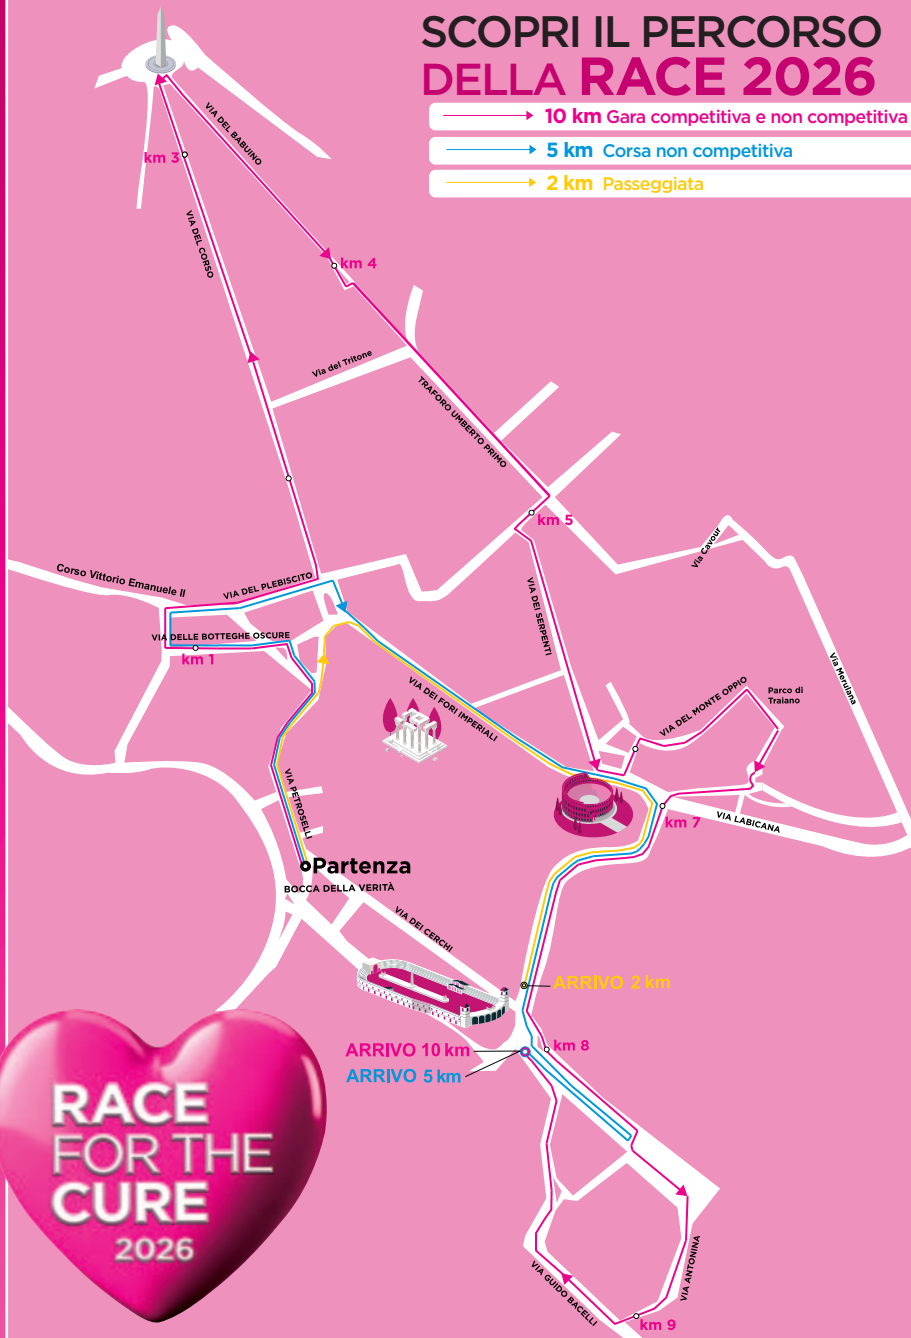 SCOPRI IL PERCORSO
DELLA RACE 2026
10 km Gara competitiva e non competitiva
5 km Corsa non competitiva
2 km Passeggiata
VIA DEL BABUINO
km 3
VIA DEL CORSO
km 4
Via del Tritone
TRAFORO UMBERTO PRIMO
km 5
Via Cavour
Corso Vittorio Emanuele II
VIA DEL PLEBISCITO
VIA DELLE BOTTEGHE OSCURE
km 1
VIA DEI SERPENTI
Via Merulana
VIA DEI FORI IMPERIALI
VIA DEL MONTE OPPIO
Parco di
Traiano
VIA PETROSELLI
km 7
VIA LABICANA
Partenza
BOCCA DELLA VERITÀ
VIA DEI CERCHI
ARRIVO 2 km
ARRIVO 10 km
km 8
ARRIVO 5 km
RACE
FOR THE
CURE
2026
VIA ANTONINA
VIA GUIDO BACELLI
km 9